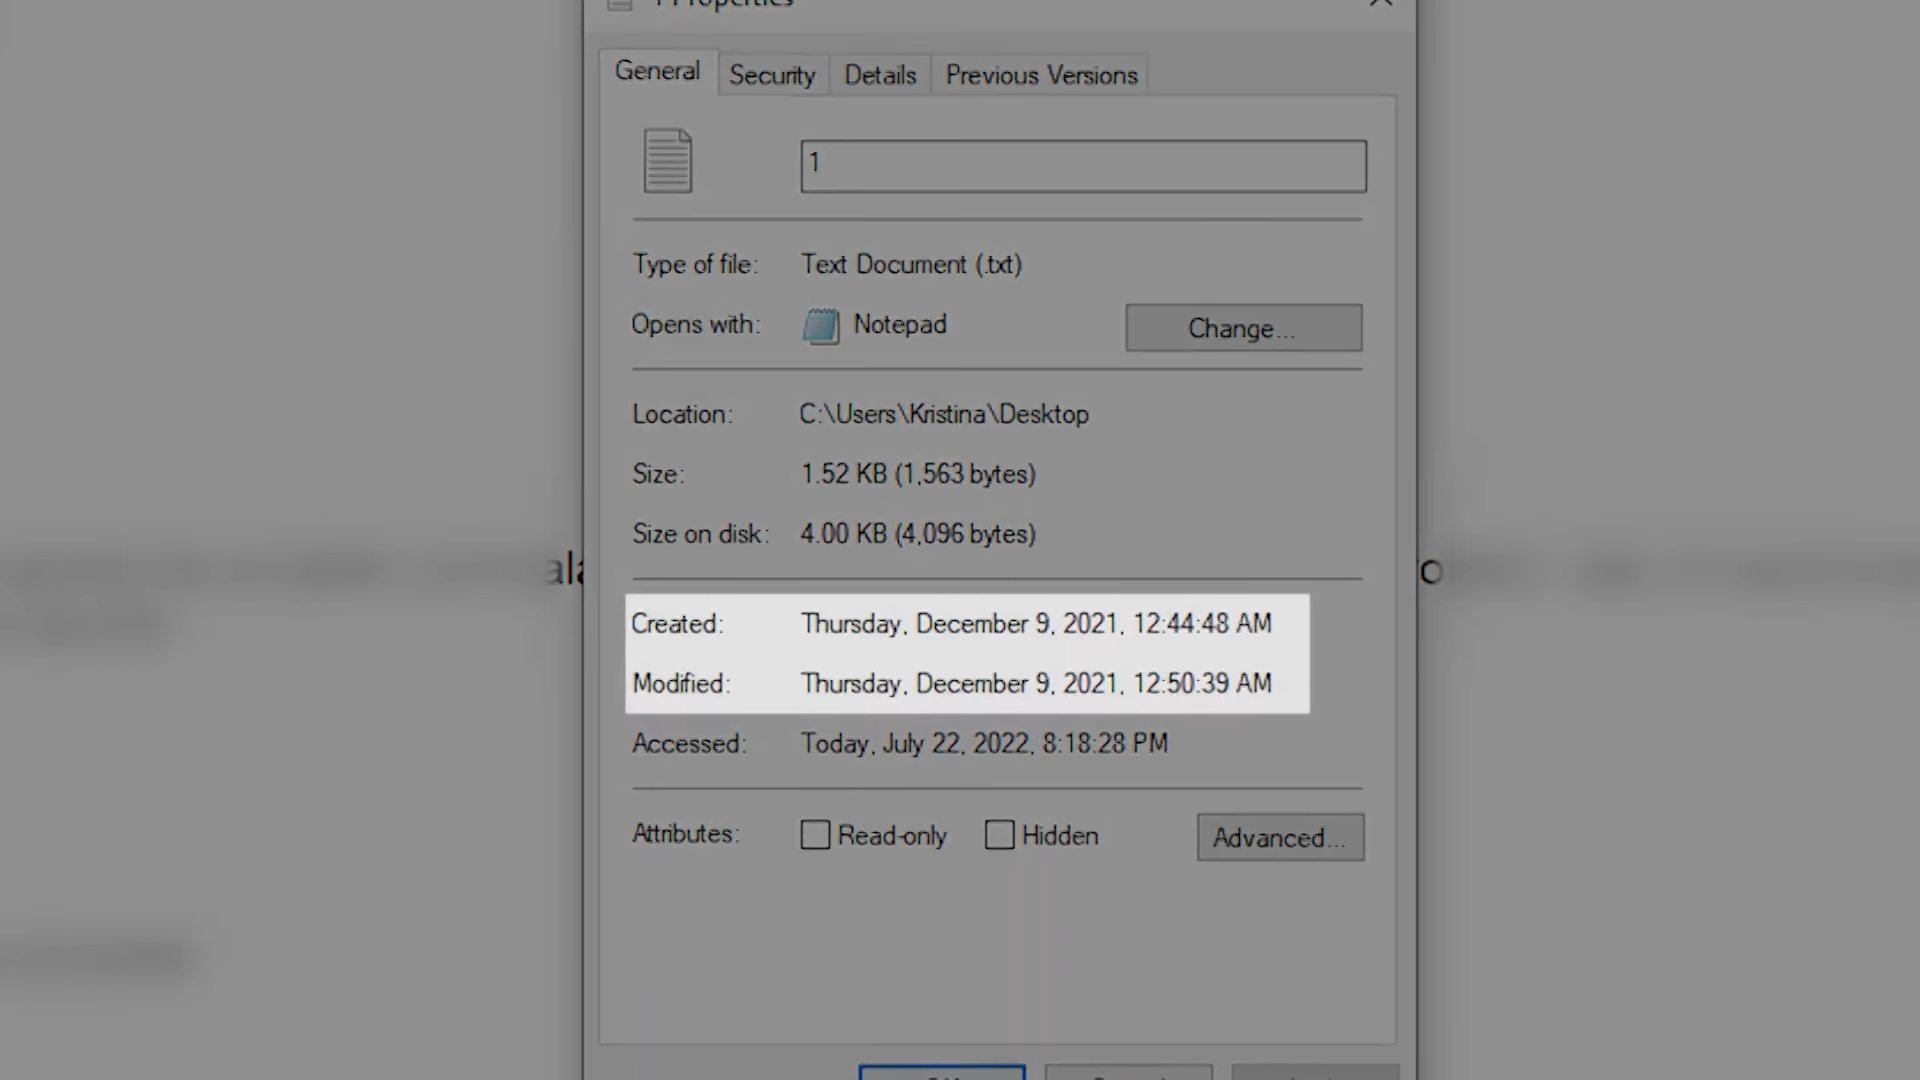 1 Properties
General Security Details Previous Versions
1
Type of file: Text Document (.txt)
Opens with: Notepad Change...
Location: C:\Users\Kristina\Desktop
Size: 1.52 KB (1,563 bytes)
Size on disk: 4.00 KB (4,096 bytes)
Created: Thursday, December 9, 2021, 12:44:48 AM
Modified: Thursday, December 9, 2021, 12:50:39 AM
Accessed: Today, July 22, 2022, 8:18:28 PM
Attributes: Read-only Hidden Advanced...